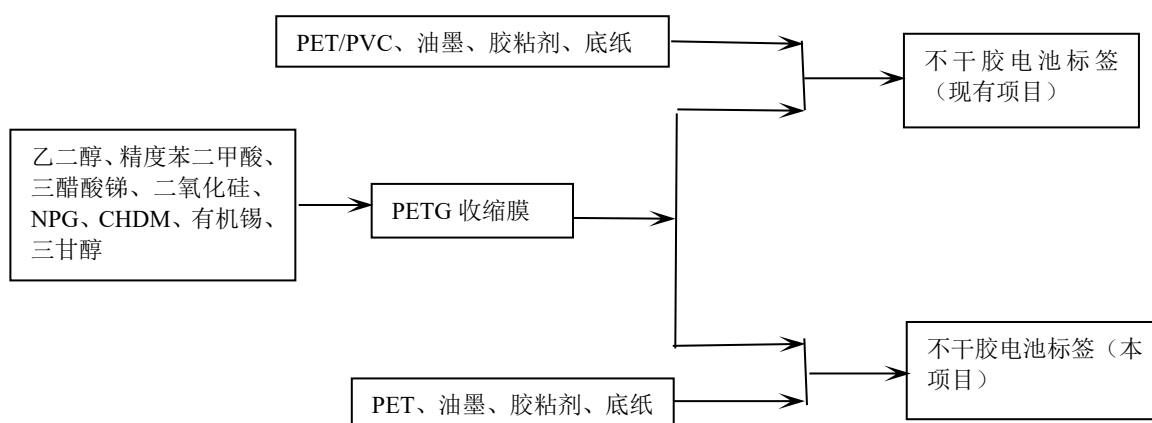 PET/PVC、油墨、胶粘剂、底纸
不干胶电池标签
（现有项目）
乙二醇、精度苯二甲酸、
三醋酸锑、二氧化硅、
NPG、CHDM、有机锡、
三甘醇
PETG 收缩膜
不干胶电池标签（本
项目）
PET、油墨、胶粘剂、底纸